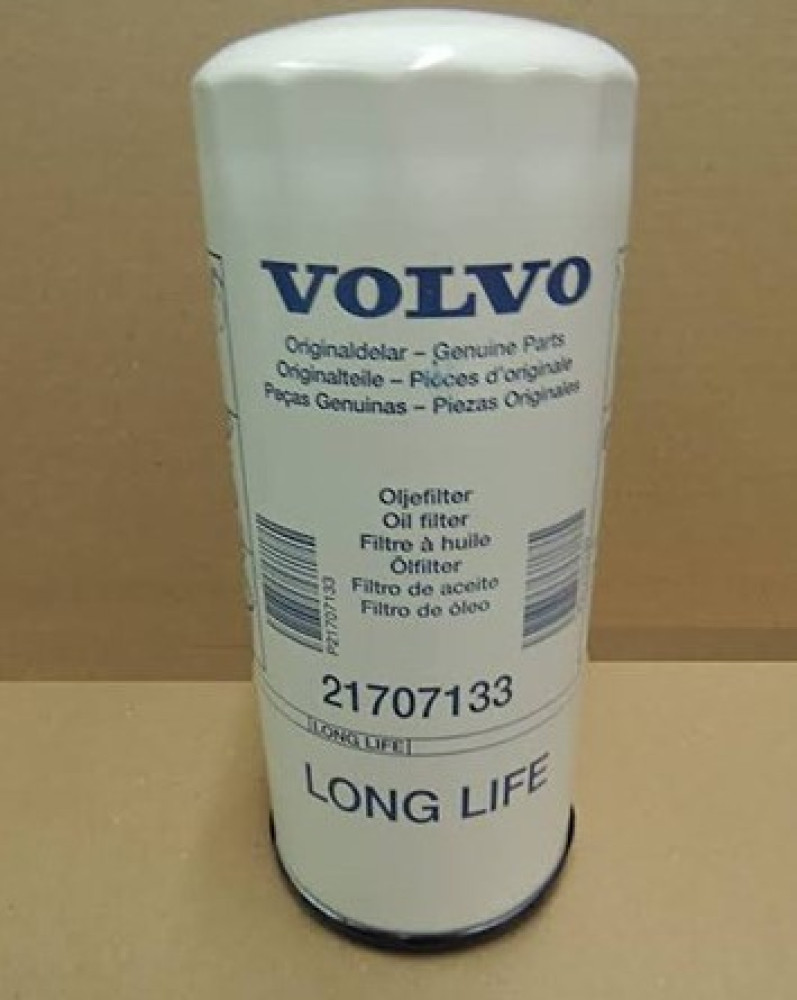 VOLVO
Originaldelar – Genuine Parts
Originalteile – Pièces d'originale
Peças Genuinas – Piezas Originales
Oljefilter
Oil filter
Filtre à huile
Ölfilter
Filtro de aceite
Filtro de óleo
P21707133
21707133
[LONG LIFE]
LONG LIFE